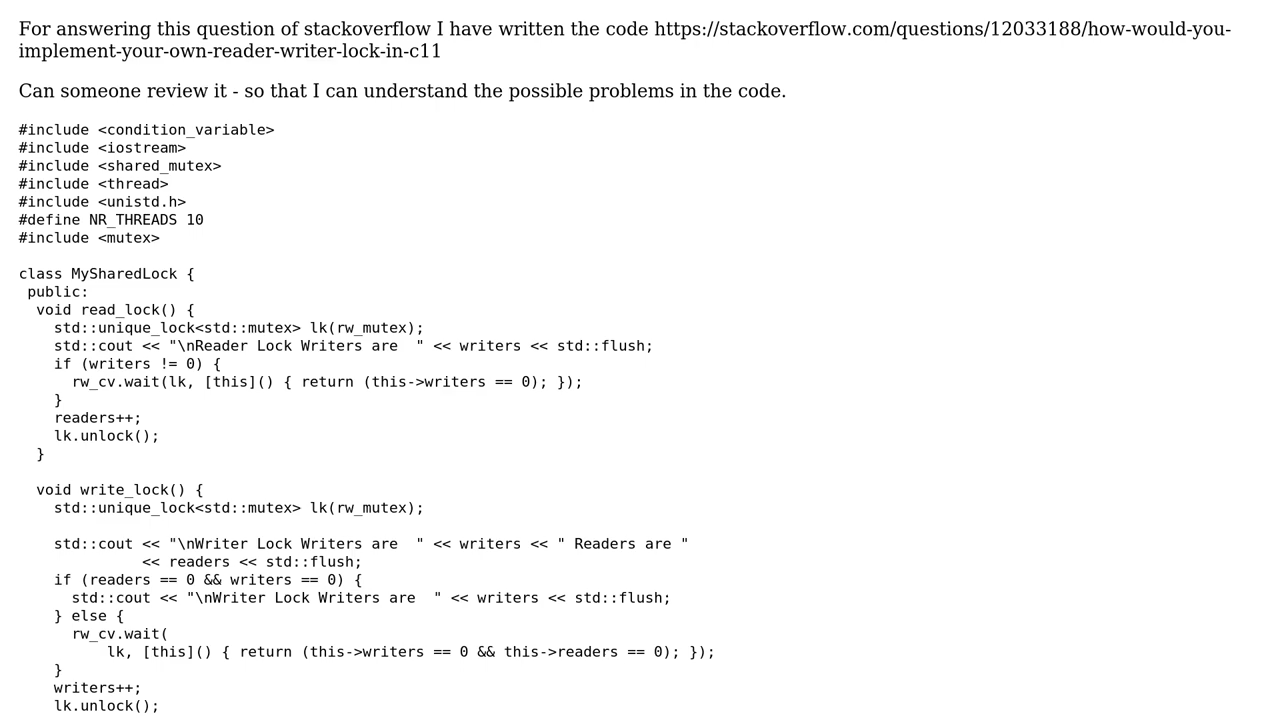 For answering this question of stackoverflow I have written the code https://stackoverflow.com/questions/12033188/how-would-you-
implement-your-own-reader-writer-lock-in-c11
Can someone review it - so that I can understand the possible problems in the code.
#include <condition_variable>
#include <iostream>
#include <shared_mutex>
#include <thread>
#include <unistd.h>
#define NR_THREADS 10
#include <mutex>

class MySharedLock {
 public:
  void read_lock() {
    std::unique_lock<std::mutex> lk(rw_mutex);
    std::cout << "\nReader Lock Writers are  " << writers << std::flush;
    if (writers != 0) {
      rw_cv.wait(lk, [this]() { return (this->writers == 0); });
    }
    readers++;
    lk.unlock();
  }

  void write_lock() {
    std::unique_lock<std::mutex> lk(rw_mutex);

    std::cout << "\nWriter Lock Writers are  " << writers << " Readers are "
              << readers << std::flush;
    if (readers == 0 && writers == 0) {
      std::cout << "\nWriter Lock Writers are  " << writers << std::flush;
    } else {
      rw_cv.wait(
          lk, [this]() { return (this->writers == 0 && this->readers == 0); });
    }
    writers++;
    lk.unlock();